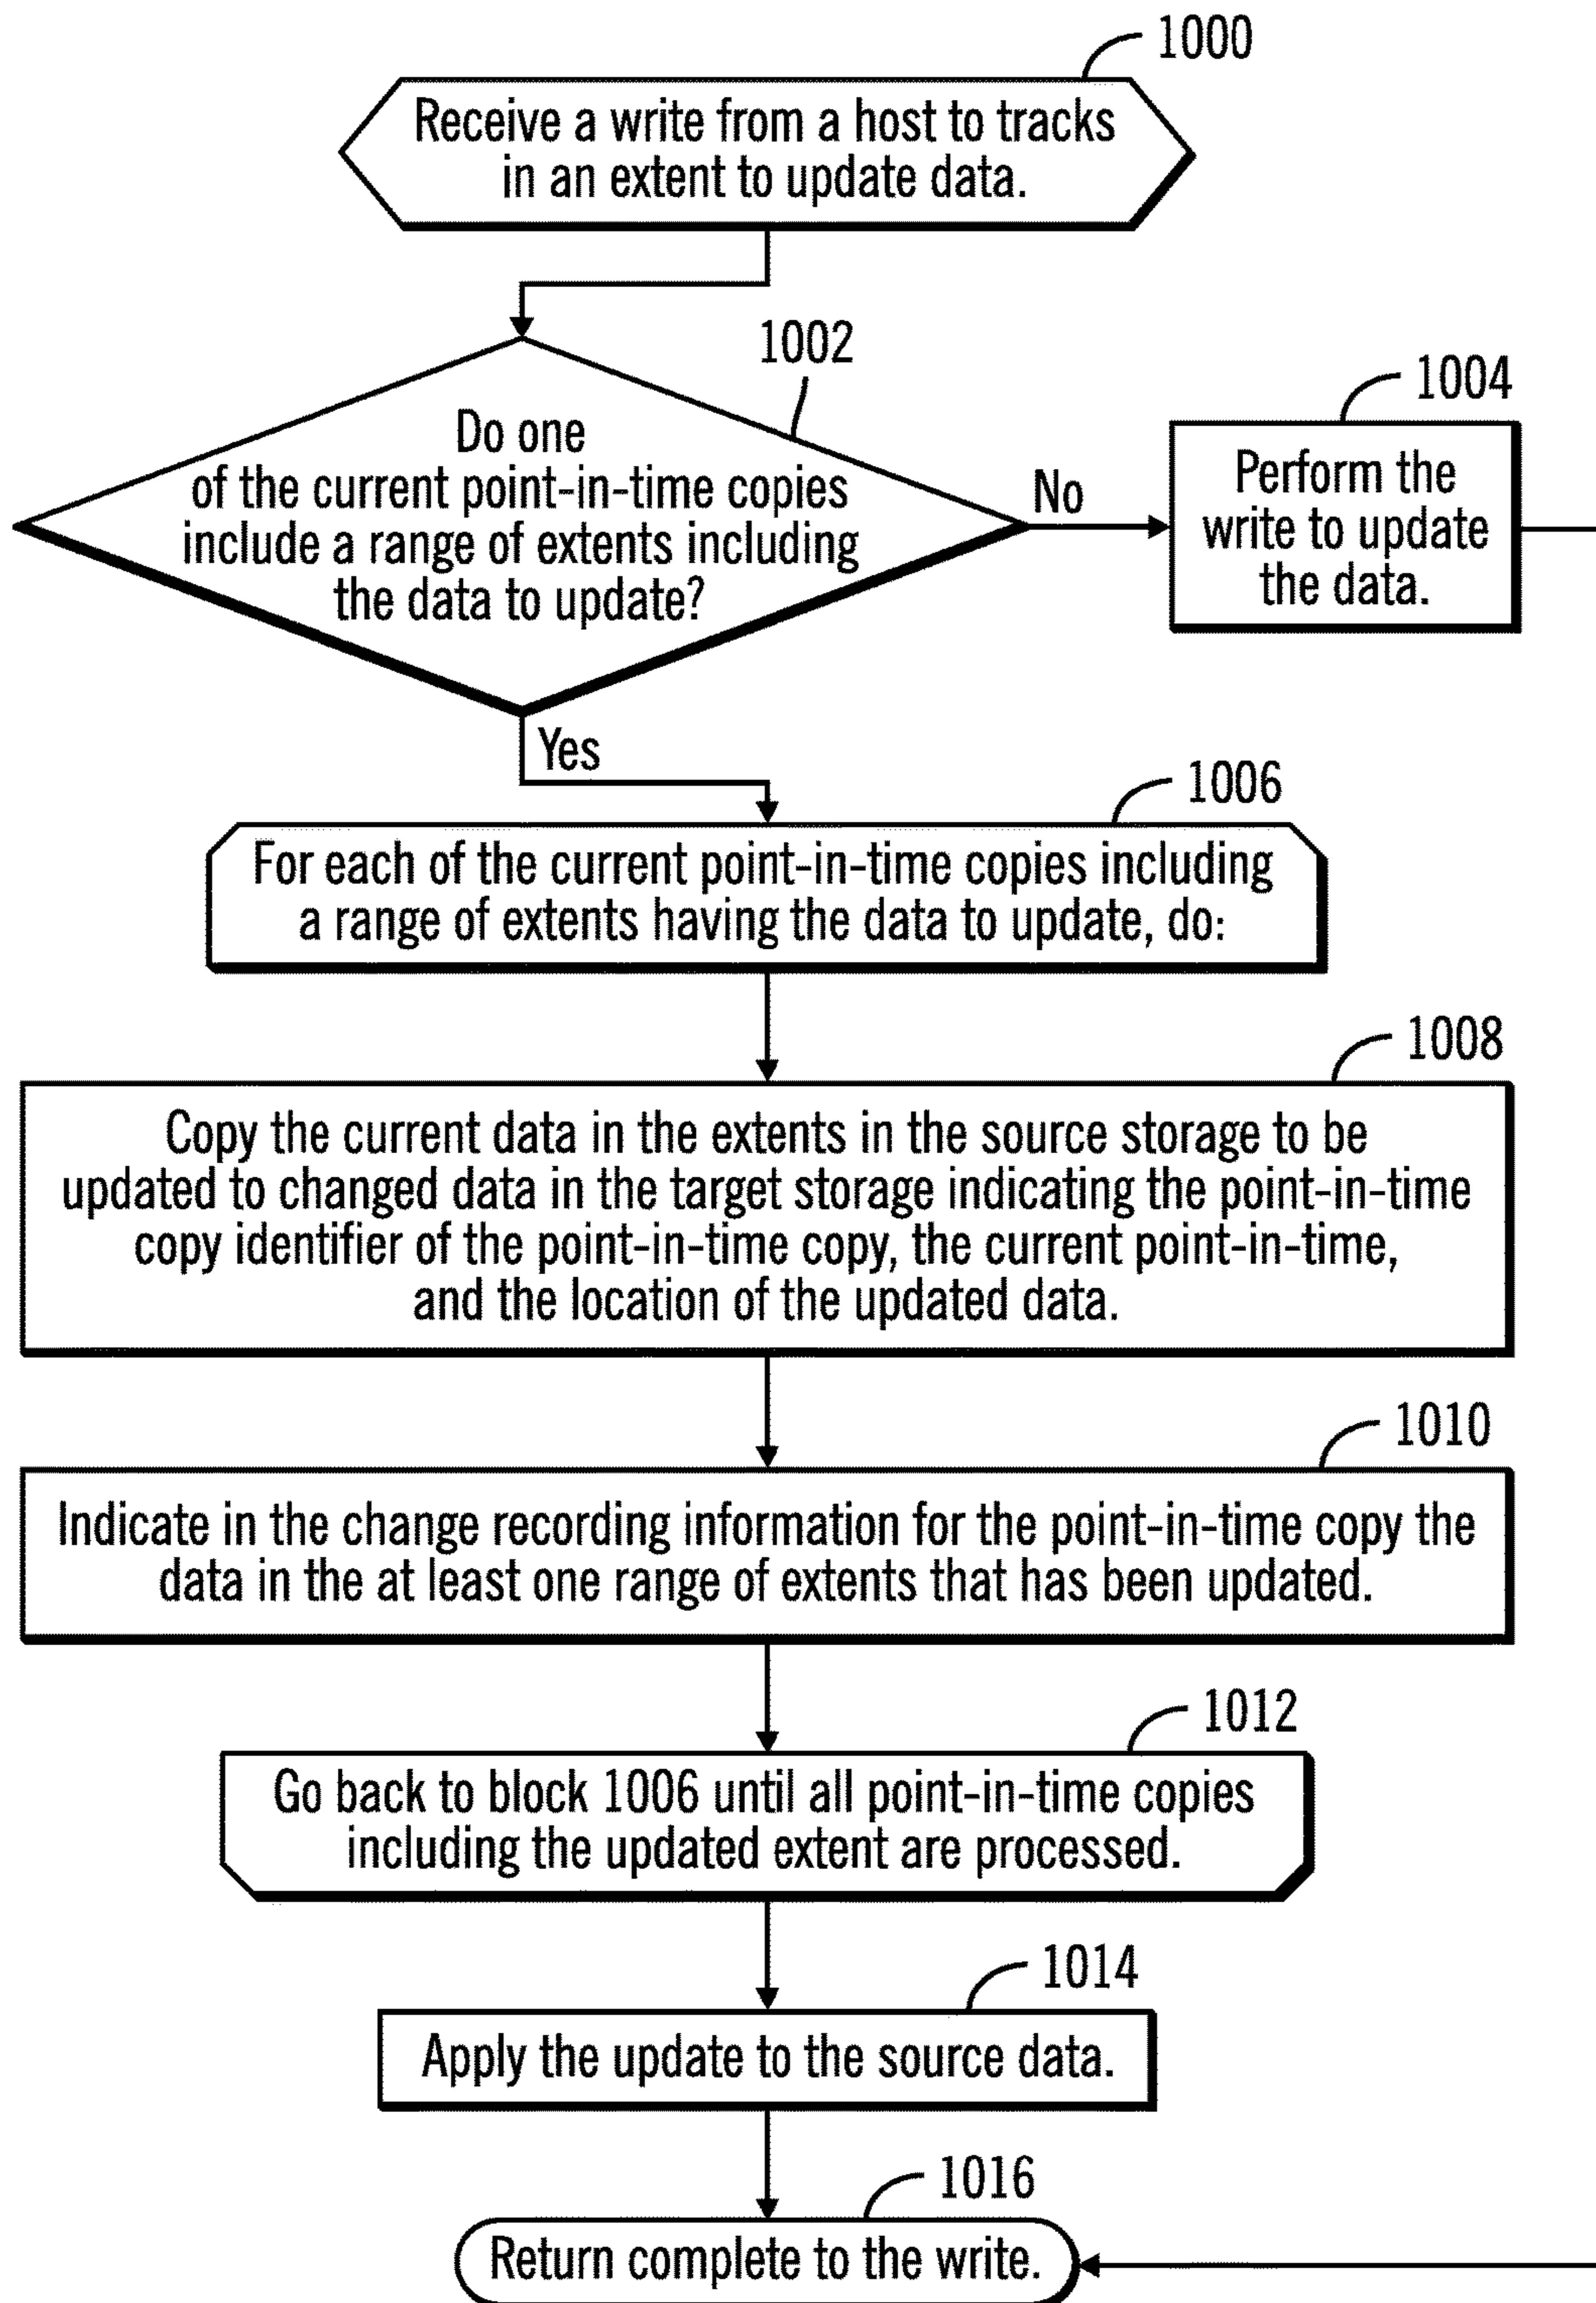 1000
Receive a write from a host to tracks
in an extent to update data.
1002
Do one
of the current point-in-time copies
include a range of extents including
the data to update?
No
1004
Perform the
write to update
the data.
Yes
1006
For each of the current point-in-time copies including
a range of extents having the data to update, do:
1008
Copy the current data in the extents in the source storage to be
updated to changed data in the target storage indicating the point-in-time
copy identifier of the point-in-time copy, the current point-in-time,
and the location of the updated data.
1010
Indicate in the change recording information for the point-in-time copy the
data in the at least one range of extents that has been updated.
1012
Go back to block 1006 until all point-in-time copies
including the updated extent are processed.
1014
Apply the update to the source data.
1016
Return complete to the write.